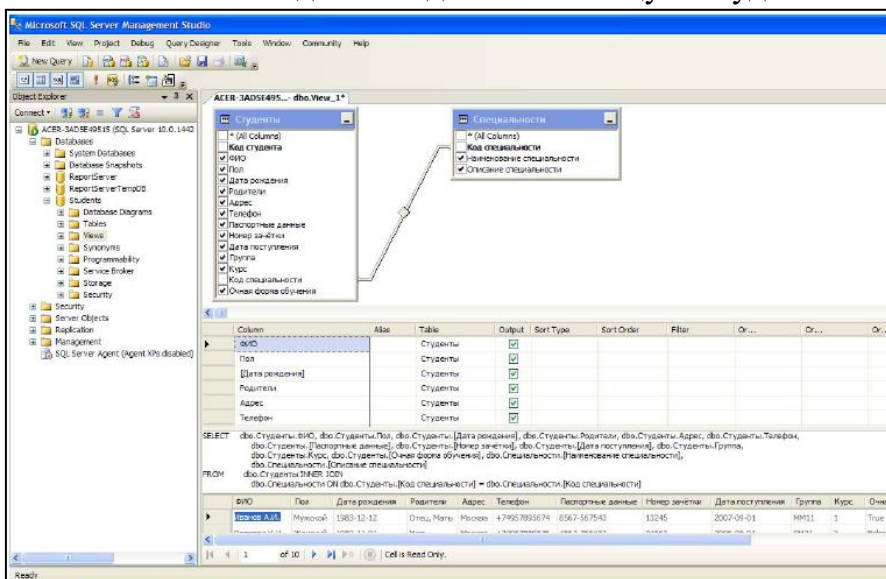 Microsoft SQL Server Management Studio
File Edit View Project Debug Query Designer Tools Window Community Help
New Query
Object Explorer
ACER-3AD5E495...- dbo.View_1*
Connect
ACER-3AD5E49515 (SQL Server 10.0.1442
Databases
System Databases
Database Snapshots
ReportServer
ReportServerTempDB
Students
Database Diagrams
Tables
Views
Synonyms
Programmability
Service Broker
Storage
Security
Security
Server Objects
Replication
Management
SQL Server Agent (Agent XPs disabled)
Студенты
* (All Columns)
Код студента
ФИО
Пол
Дата рождения
Родители
Адрес
Телефон
Паспортные данные
Номер зачётки
Дата поступления
Группа
Курс
Код специальности
Очная форма обучения
Специальности
* (All Columns)
Код специальности
Наименование специальности
Описание специальности
Column Alias Table Output Sort Type Sort Order Filter Or... Or... Or...
ФИО Студенты
Пол Студенты
[Дата рождения] Студенты
Родители Студенты
Адрес Студенты
Телефон Студенты
SELECT dbo.Студенты.ФИО, dbo.Студенты.Пол, dbo.Студенты.[Дата рождения], dbo.Студенты.Родители, dbo.Студенты.Адрес, dbo.Студенты.Телефон,
dbo.Студенты.[Паспортные данные], dbo.Студенты.[Номер зачётки], dbo.Студенты.[Дата поступления], dbo.Студенты.Группа,
dbo.Студенты.Курс, dbo.Студенты.[Очная форма обучения], dbo.Специальности.[Наименование специальности],
dbo.Специальности.[Описание специальности]
FROM dbo.Студенты INNER JOIN
dbo.Специальности ON dbo.Студенты.[Код специальности] = dbo.Специальности.[Код специальности]
ФИО Пол Дата рождения Родители Адрес Телефон Паспортные данные Номер зачётки Дата поступления Группа Курс Очна
Иванов А.И. Мужской 1983-12-12 Отец, Мать Москва +74957895674 8567-567543 13245 2007-09-01 ММ11 1 True
1 of 10 Cell is Read Only.
Ready